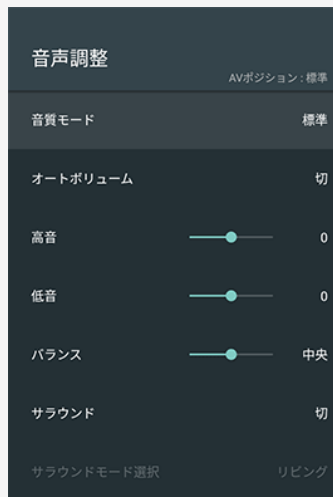 音声調整
AVポジション : 標準
音質モード 標準
オートボリューム 切
高音 0
低音 0
バランス 中央
サラウンド 切
サラウンドモード選択 リビング